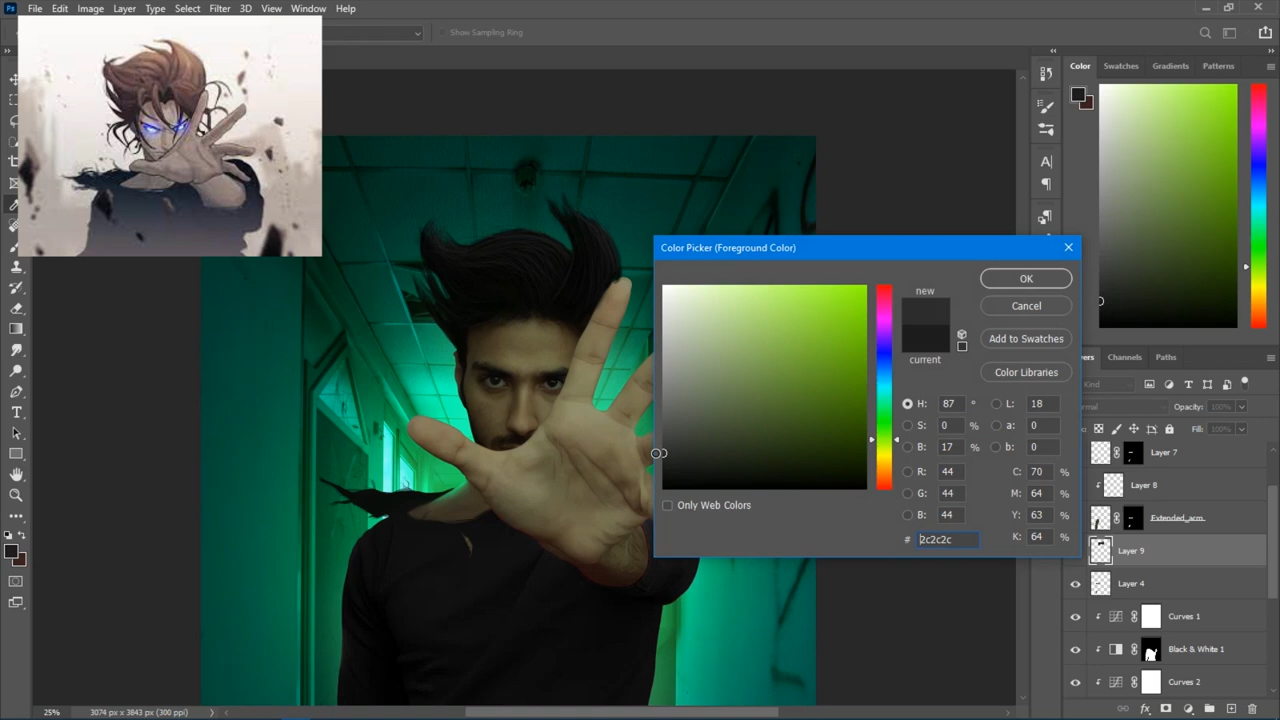 Ps File Edit Image Layer Type Select Filter 3D View Window Help
Show Sampling Ring
Color Swatches Gradients Patterns
Color Picker (Foreground Color)
new
current
OK
Cancel
Add to Swatches
Color Libraries
H: 87 °
S: 0 %
B: 17 %
R: 44
G: 44
B: 44
# 2c2c2c
L: 18
a: 0
b: 0
C: 70 %
M: 64 %
Y: 63 %
K: 64 %
Only Web Colors
Channels Paths
Kind
Opacity: 100%
Fill: 100%
Layer 7
Layer 8
Extended_arm
Layer 9
Layer 4
Curves 1
Black & White 1
Curves 2
25% 3074 px x 3843 px (300 ppi)